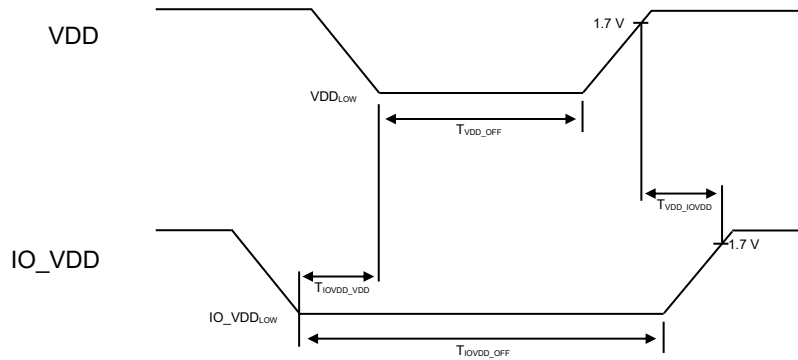 VDD
1.7 V
VDDLOW
TVDD_OFF
TVDD_IOVDD
IO_VDD
1.7 V
TIOVDD_VDD
IO_VDDLOW
TIOVDD_OFF